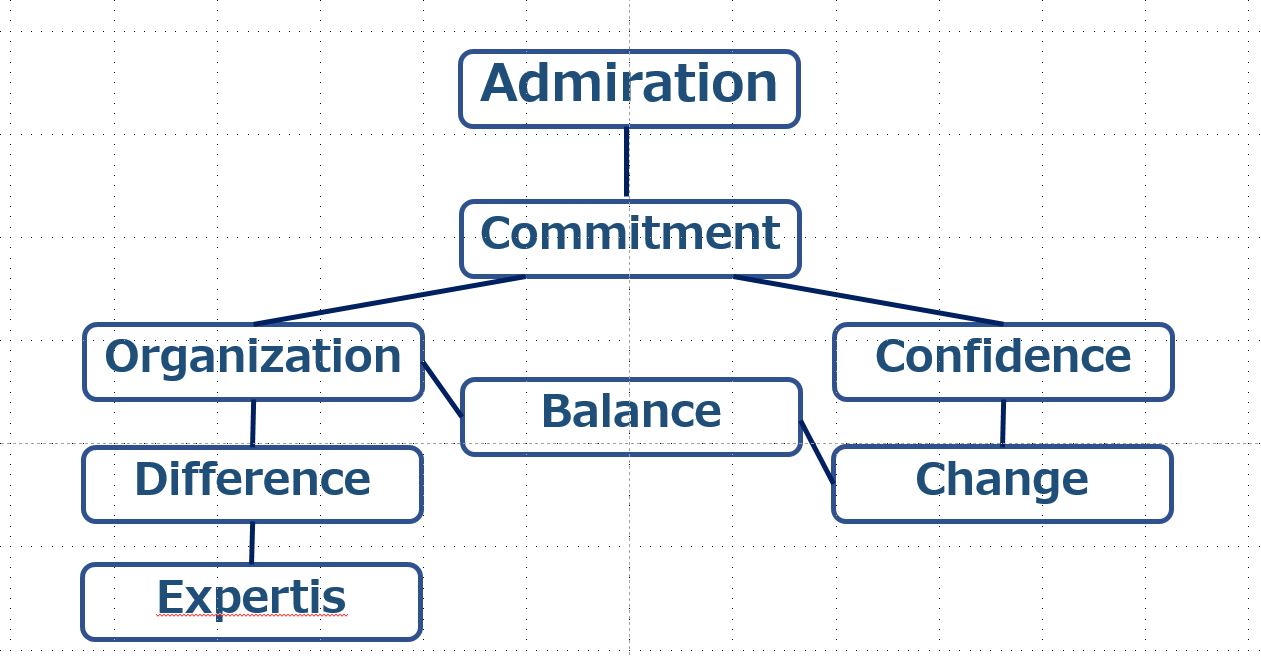 Admiration
Commitment
Organization
Confidence
Balance
Difference
Change
Expertis